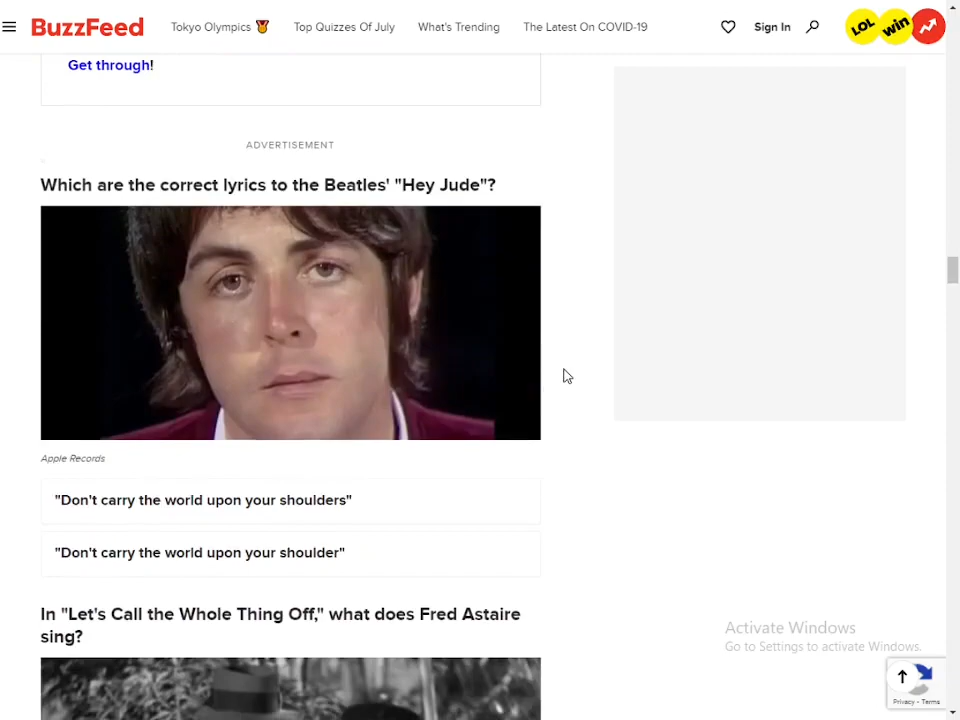 BuzzFeed
Tokyo Olympics
Top Quizzes Of July
What's Trending
The Latest On COVID-19
Sign In
LOL
win
Get through!
ADVERTISEMENT
Which are the correct lyrics to the Beatles' "Hey Jude"?
Apple Records
"Don't carry the world upon your shoulders"
"Don't carry the world upon your shoulder"
In "Let's Call the Whole Thing Off," what does Fred Astaire
sing?
Activate Windows
Go to Settings to activate Windows.
Privacy - Terms